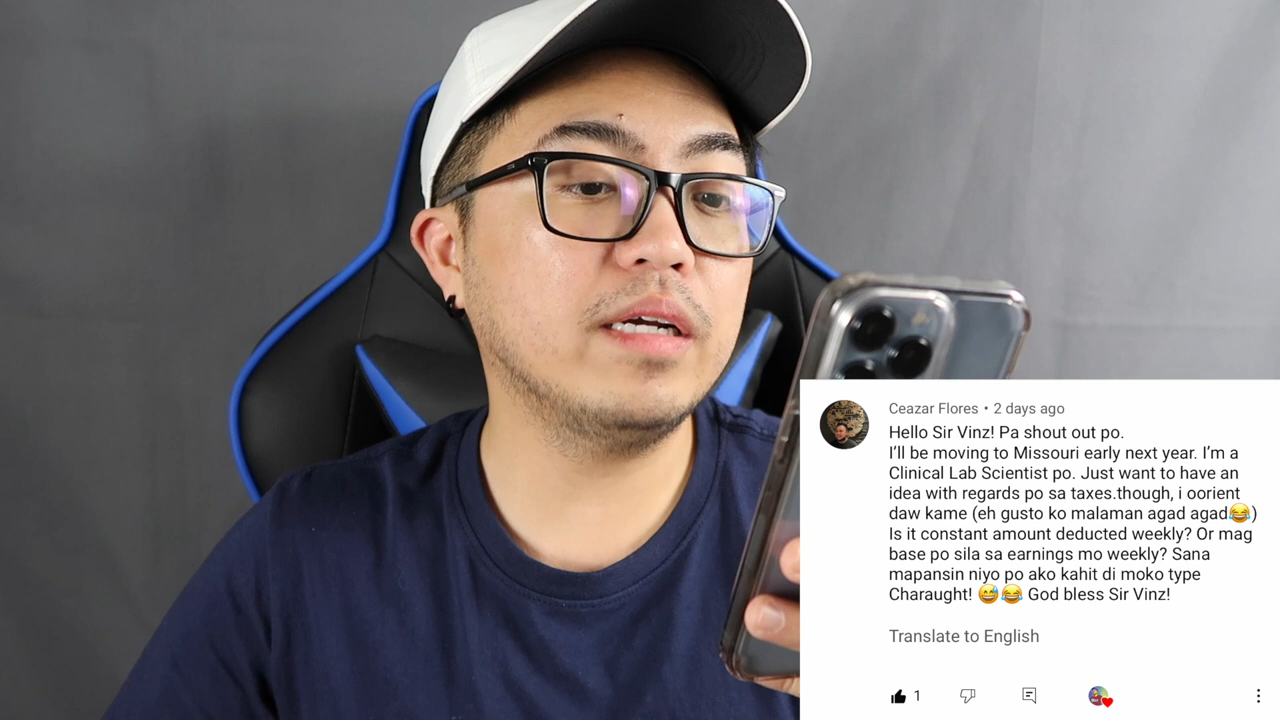 Ceazar Flores • 2 days ago
Hello Sir Vinz! Pa shout out po.
I'll be moving to Missouri early next year. I'm a
Clinical Lab Scientist po. Just want to have an
idea with regards po sa taxes.though, i oorient
daw kame (eh gusto ko malaman agad agad😂)
Is it constant amount deducted weekly? Or mag
base po sila sa earnings mo weekly? Sana
mapansin niyo po ako kahit di moko type
Charaught! 😅😂 God bless Sir Vinz!
Translate to English
1